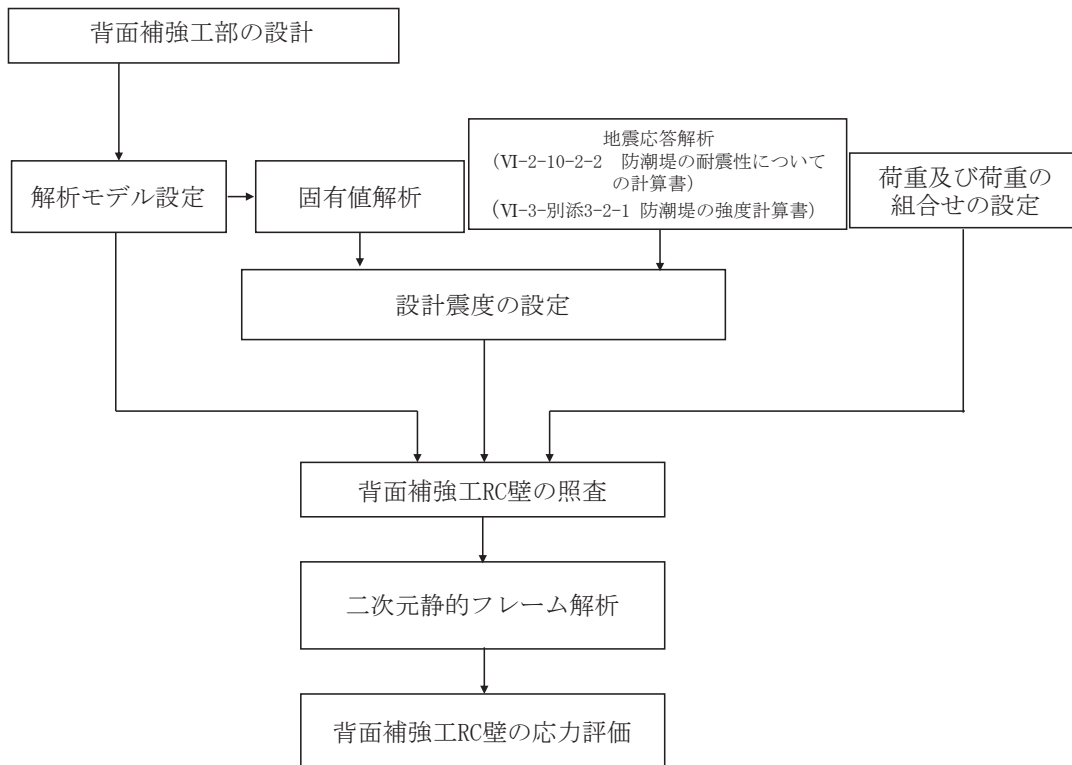 背面補強工部の設計
地震応答解析
(Ⅵ-2-10-2-2　防潮堤の耐震性について
の計算書)
(Ⅵ-3-別添3-2-1 防潮堤の強度計算書)
解析モデル設定
固有値解析
荷重及び荷重の
組合せの設定
設計震度の設定
背面補強工RC壁の照査
二次元静的フレーム解析
背面補強工RC壁の応力評価